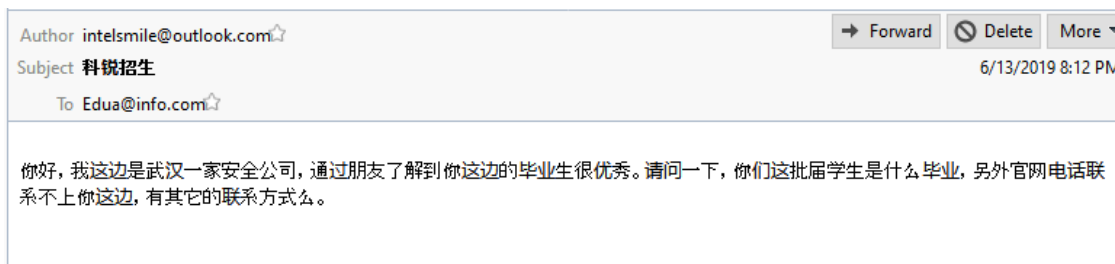 Author intelsmile@outlook.com Forward Delete More
Subject 科锐招生 6/13/2019 8:12 PM
To Edua@info.com
你好，我这边是武汉一家安全公司，通过朋友了解到你这边的毕业生很优秀。请问一下，你们这批届学生是什么毕业，另外官网电话联
系不上你这边，有其它的联系方式么。